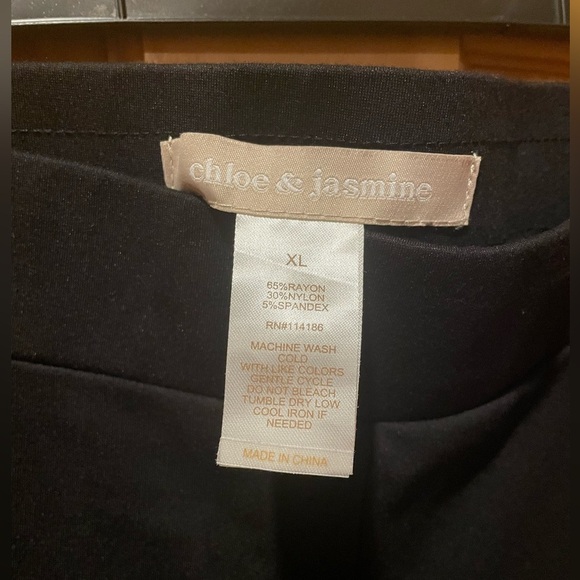 chloe & jasmine
XL
65%RAYON
30%NYLON
5%SPANDEX
RN#114186
MACHINE WASH
COLD
WITH LIKE COLORS
GENTLE CYCLE
DO NOT BLEACH
TUMBLE DRY LOW
COOL IRON IF
NEEDED
MADE IN CHINA